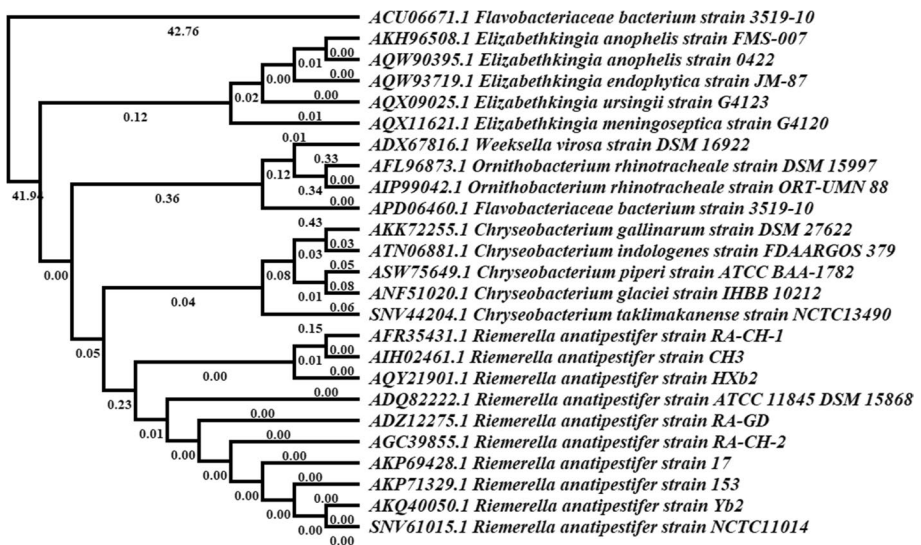 ACU06671.1 Flavobacteriaceae bacterium strain 3519-10
42.76
AKH96508.1 Elizabethkingia anophelis strain FMS-007
0.00
0.01
AQW90395.1 Elizabethkingia anophelis strain 0422
0.00
0.00
AQW93719.1 Elizabethkingia endophytica strain JM-87
0.00
0.02
AQX09025.1 Elizabethkingia ursingii strain G4123
0.12
0.01
AQX11621.1 Elizabethkingia meningoseptica strain G4120
0.01
ADX67816.1 Weeksella virosa strain DSM 16922
0.33
0.12
AFL96873.1 Ornithobacterium rhinotracheale strain DSM 15997
0.00
41.94
0.36
0.34
AIP99042.1 Ornithobacterium rhinotracheale strain ORT-UMN 88
0.00
APD06460.1 Flavobacteriaceae bacterium strain 3519-10
0.43
AKK72255.1 Chryseobacterium gallinarum strain DSM 27622
0.03
0.03
ATN06881.1 Chryseobacterium indologenes strain FDAARGOS 379
0.05
0.00
0.08
ASW75649.1 Chryseobacterium piperi strain ATCC BAA-1782
0.08
0.04
0.01
ANF51020.1 Chryseobacterium glaciei strain IHBB 10212
0.06
SNV44204.1 Chryseobacterium taklimakanense strain NCTC13490
0.15
AFR35431.1 Riemerella anatipestifer strain RA-CH-1
0.00
0.05
0.01
AIH02461.1 Riemerella anatipestifer strain CH3
0.00
0.00
AQY21901.1 Riemerella anatipestifer strain HXb2
0.00
0.23
ADQ82222.1 Riemerella anatipestifer strain ATCC 11845 DSM 15868
0.00
0.01
ADZ12275.1 Riemerella anatipestifer strain RA-GD
0.00
0.00
AGC39855.1 Riemerella anatipestifer strain RA-CH-2
0.00
0.00
AKP69428.1 Riemerella anatipestifer strain 17
0.00
0.00
AKP71329.1 Riemerella anatipestifer strain 153
0.00
0.00
AKQ40050.1 Riemerella anatipestifer strain Yb2
0.00
0.00
SNV61015.1 Riemerella anatipestifer strain NCTC11014
0.00